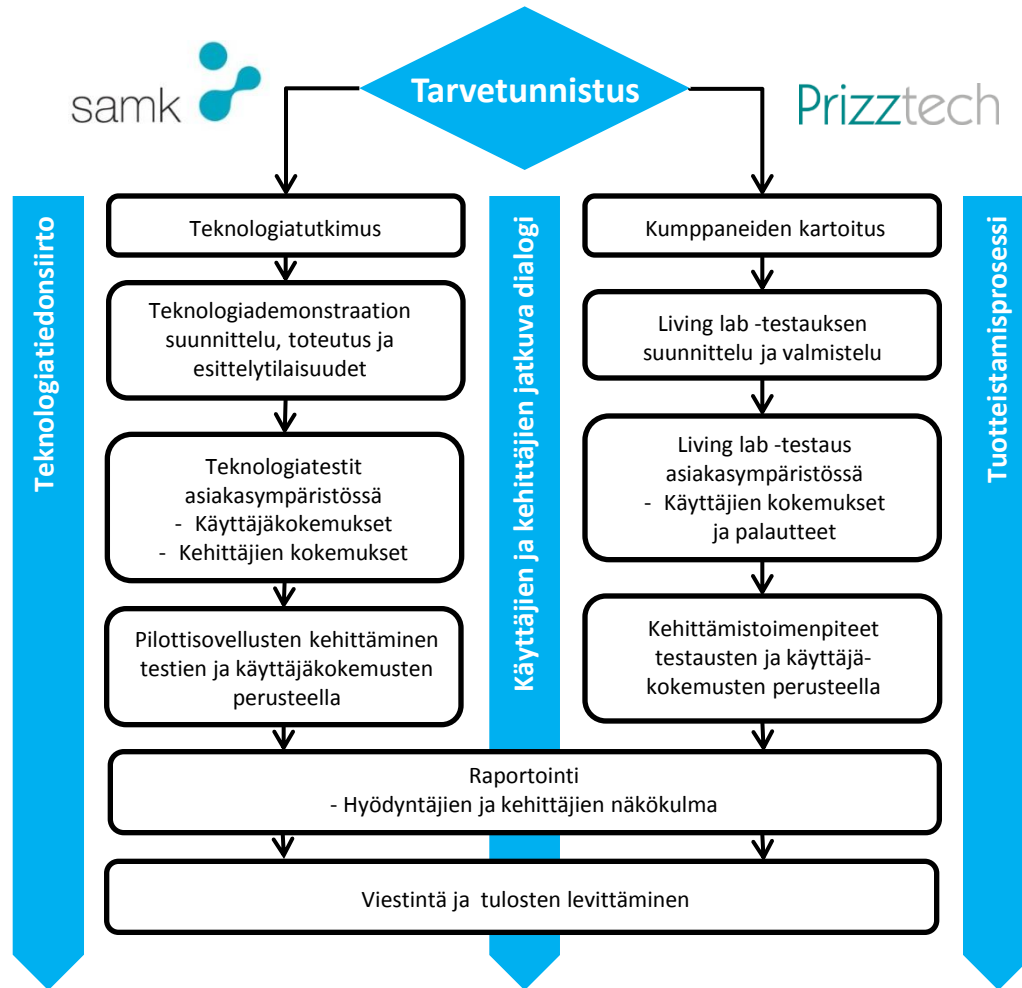 samk
Tarvetunnistus
Prizztech
Teknologiatiedonsiirto
Teknologiatutkimus
Teknologiademonstraation
suunnittelu, toteutus ja
esittelytilaisuudet
Teknologiatestit
asiakasympäristössä
- Käyttäjäkokemukset
- Kehittäjien kokemukset
Pilottisovellusten kehittäminen
testien ja käyttäjäkokemusten
perusteella
Käyttäjien ja kehittäjien jatkuva dialogi
Kumppaneiden kartoitus
Living lab -testauksen
suunnittelu ja valmistelu
Living lab -testaus
asiakasympäristössä
- Käyttäjien kokemukset
ja palautteet
Kehittämistoimenpiteet
testausten ja käyttäjä-
kokemusten perusteella
Tuotteistamisprosessi
Raportointi
- Hyödyntäjien ja kehittäjien näkökulma
Viestintä ja tulosten levittäminen